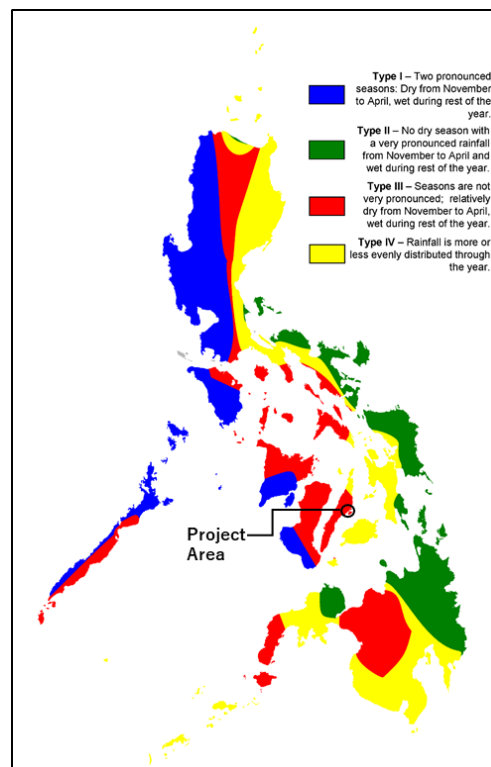 Type I – Two pronounced
seasons: Dry from November
to April, wet during rest of the
year.
Type II – No dry season with
a very pronounced rainfall
from November to April and
wet during rest of the year.
Type III – Seasons are not
very pronounced; relatively
dry from November to April,
wet during rest of the year.
Type IV – Rainfall is more or
less evenly distributed through
the year.
Project
Area